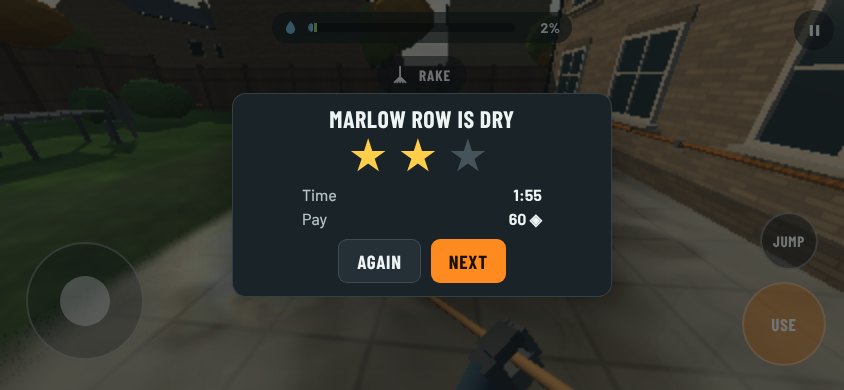 2%
RAKE
MARLOW ROW IS DRY
Time 1:55
Pay 60
AGAIN NEXT
JUMP
USE